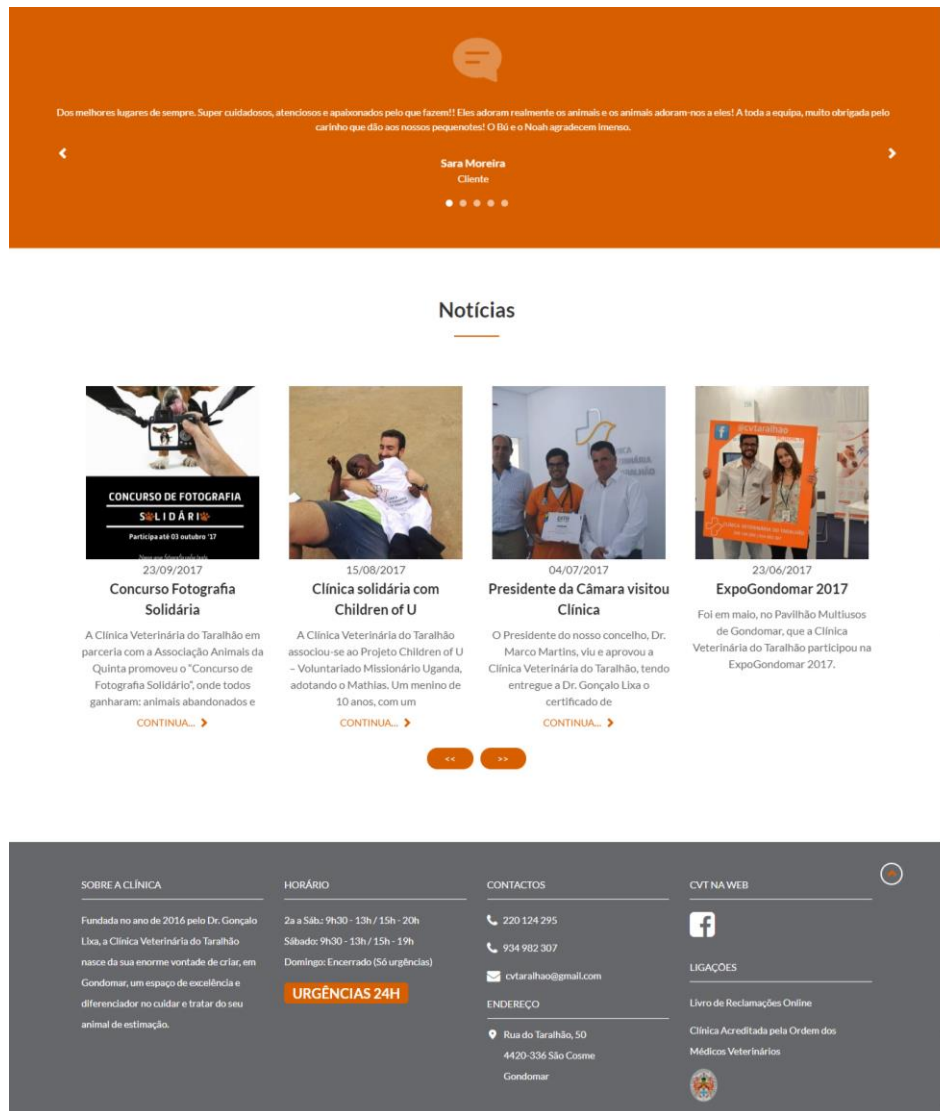 Dos melhores lugares de sempre. Super cuidadosos, atenciosos e apaixonados pelo que fazem!! Eles adoram realmente os animais e os animais adoram-nos a eles! A toda a equipa, muito obrigada pelo
carinho que dão aos nossos pequenotes! O Bú e o Noah agradecem imenso.
Sara Moreira
Cliente
Notícias
CONCURSO DE FOTOGRAFIA
SOLIDÁRIO
Participa até 03 outubro '17
23/09/2017
Concurso Fotografia
Solidária
A Clínica Veterinária do Taralhão em
parceria com a Associação Animais da
Quinta promoveu o "Concurso de
Fotografia Solidário", onde todos
ganharam: animais abandonados e
CONTINUA...
15/08/2017
Clínica solidária com
Children of U
A Clínica Veterinária do Taralhão
associou-se ao Projeto Children of U
– Voluntariado Missionário Uganda,
adotando o Mathias. Um menino de
10 anos, com um
CONTINUA...
04/07/2017
Presidente da Câmara visitou
Clínica
O Presidente do nosso concelho, Dr.
Marco Martins, viu e aprovou a
Clínica Veterinária do Taralhão, tendo
entregue a Dr. Gonçalo Lixa o
certificado de
CONTINUA...
@cvtaralhao
CLÍNICA VETERINÁRIA DO TARALHÃO
23/06/2017
ExpoGondomar 2017
Foi em maio, no Pavilhão Multiusos
de Gondomar, que a Clínica
Veterinária do Taralhão participou na
ExpoGondomar 2017.
<< >>
SOBRE A CLÍNICA
Fundada no ano de 2016 pelo Dr. Gonçalo
Lixa, a Clínica Veterinária do Taralhão
nasce da sua enorme vontade de criar, em
Gondomar, um espaço de excelência e
diferenciador no cuidar e tratar do seu
animal de estimação.
HORÁRIO
2a a Sáb.: 9h30 - 13h / 15h - 20h
Sábado: 9h30 - 13h / 15h - 19h
Domingo: Encerrado (Só urgências)
URGÊNCIAS 24H
CONTACTOS
220 124 295
934 982 307
cvtaralhao@gmail.com
ENDEREÇO
Rua do Taralhão, 50
4420-336 São Cosme
Gondomar
CVT NA WEB
LIGAÇÕES
Livro de Reclamações Online
Clínica Acreditada pela Ordem dos
Médicos Veterinários